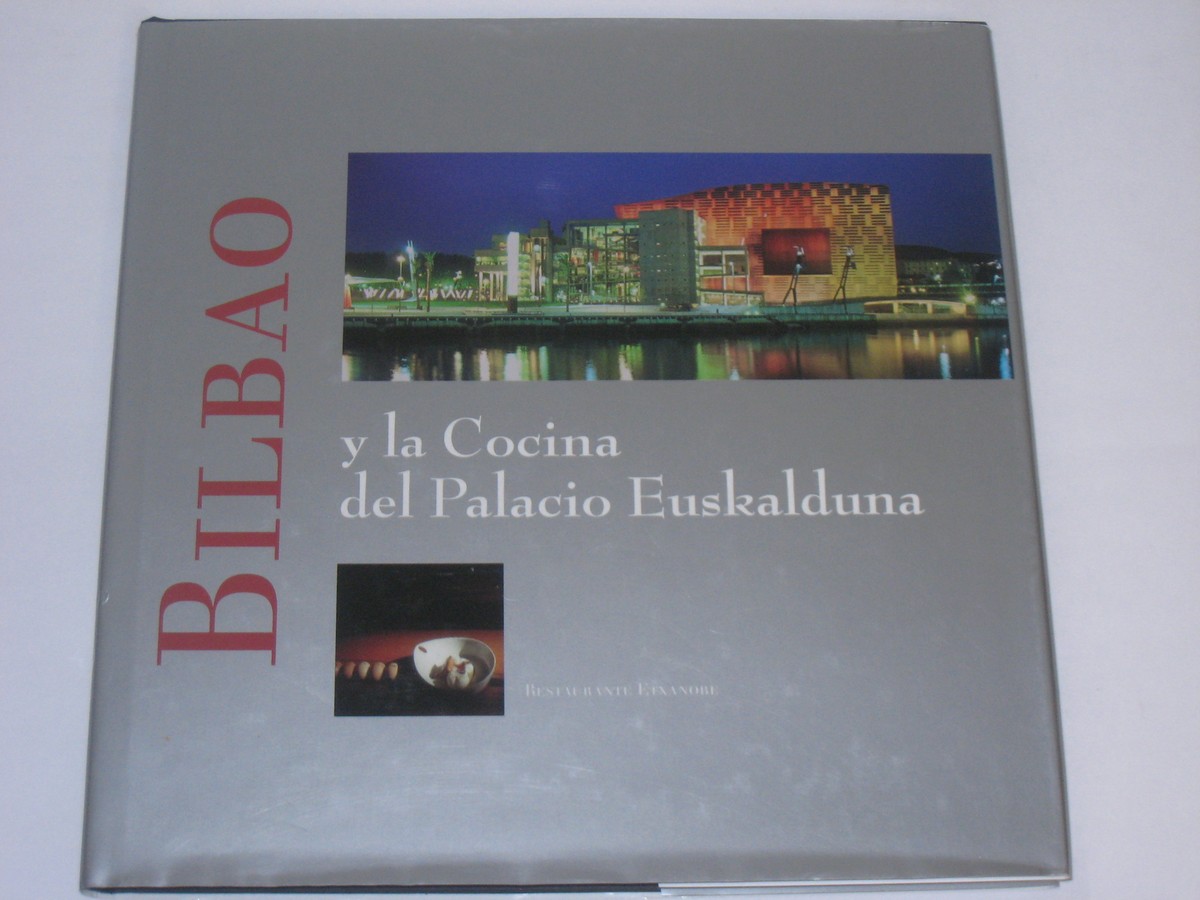 BILBAO
y la Cocina
del Palacio Euskalduna
RESTAURANTE ETXANOBE